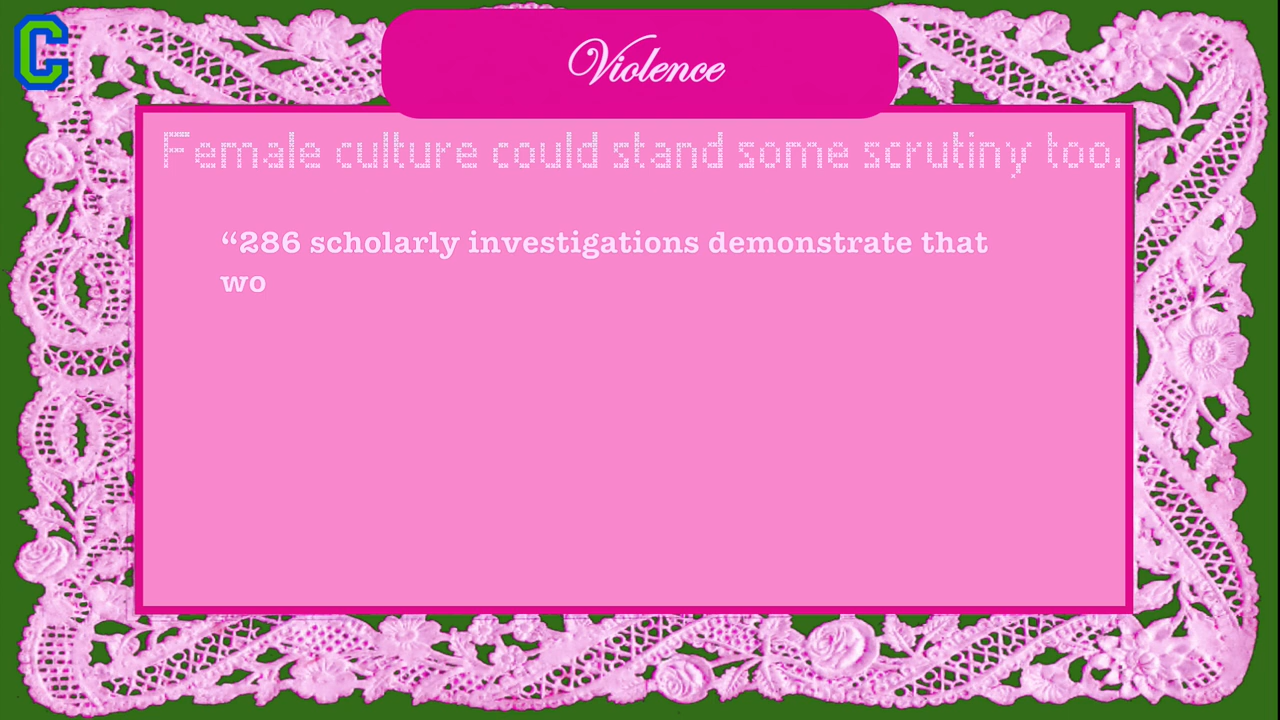 C
Violence
Female culture could stand some scrutiny too.
“286 scholarly investigations demonstrate that
wo